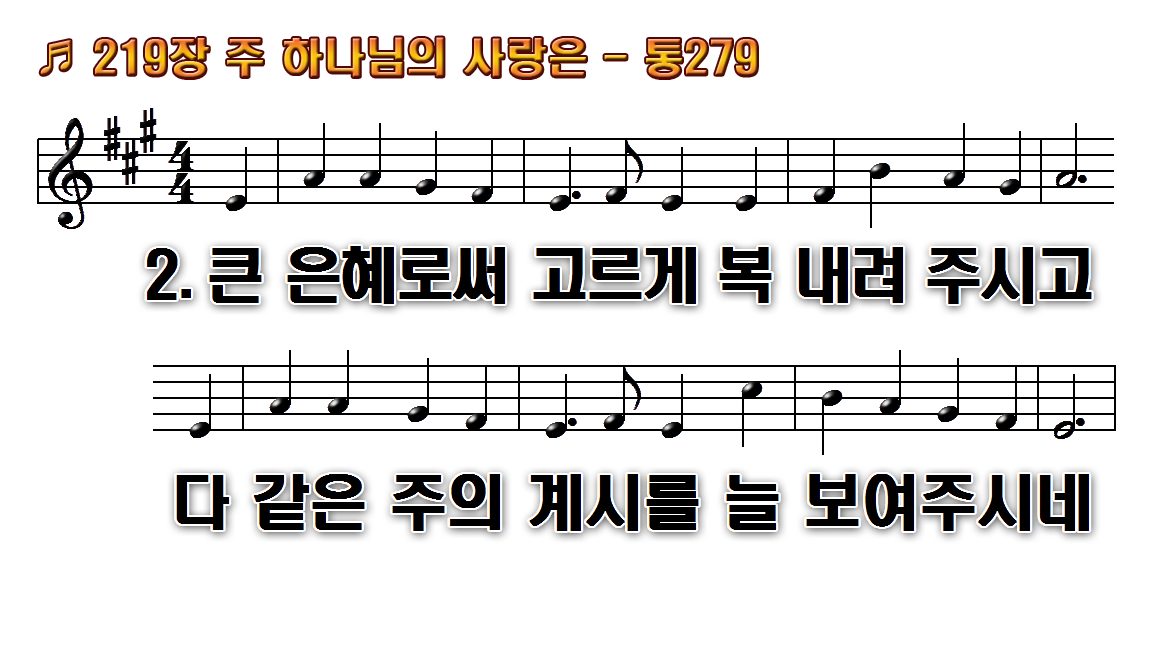 ♬ 219장 주 하나님의 사랑은 - 통279
4
4
2. 큰 은혜로써 고르게 복 내려 주시고
다 같은 주의 계시를 늘 보여주시네